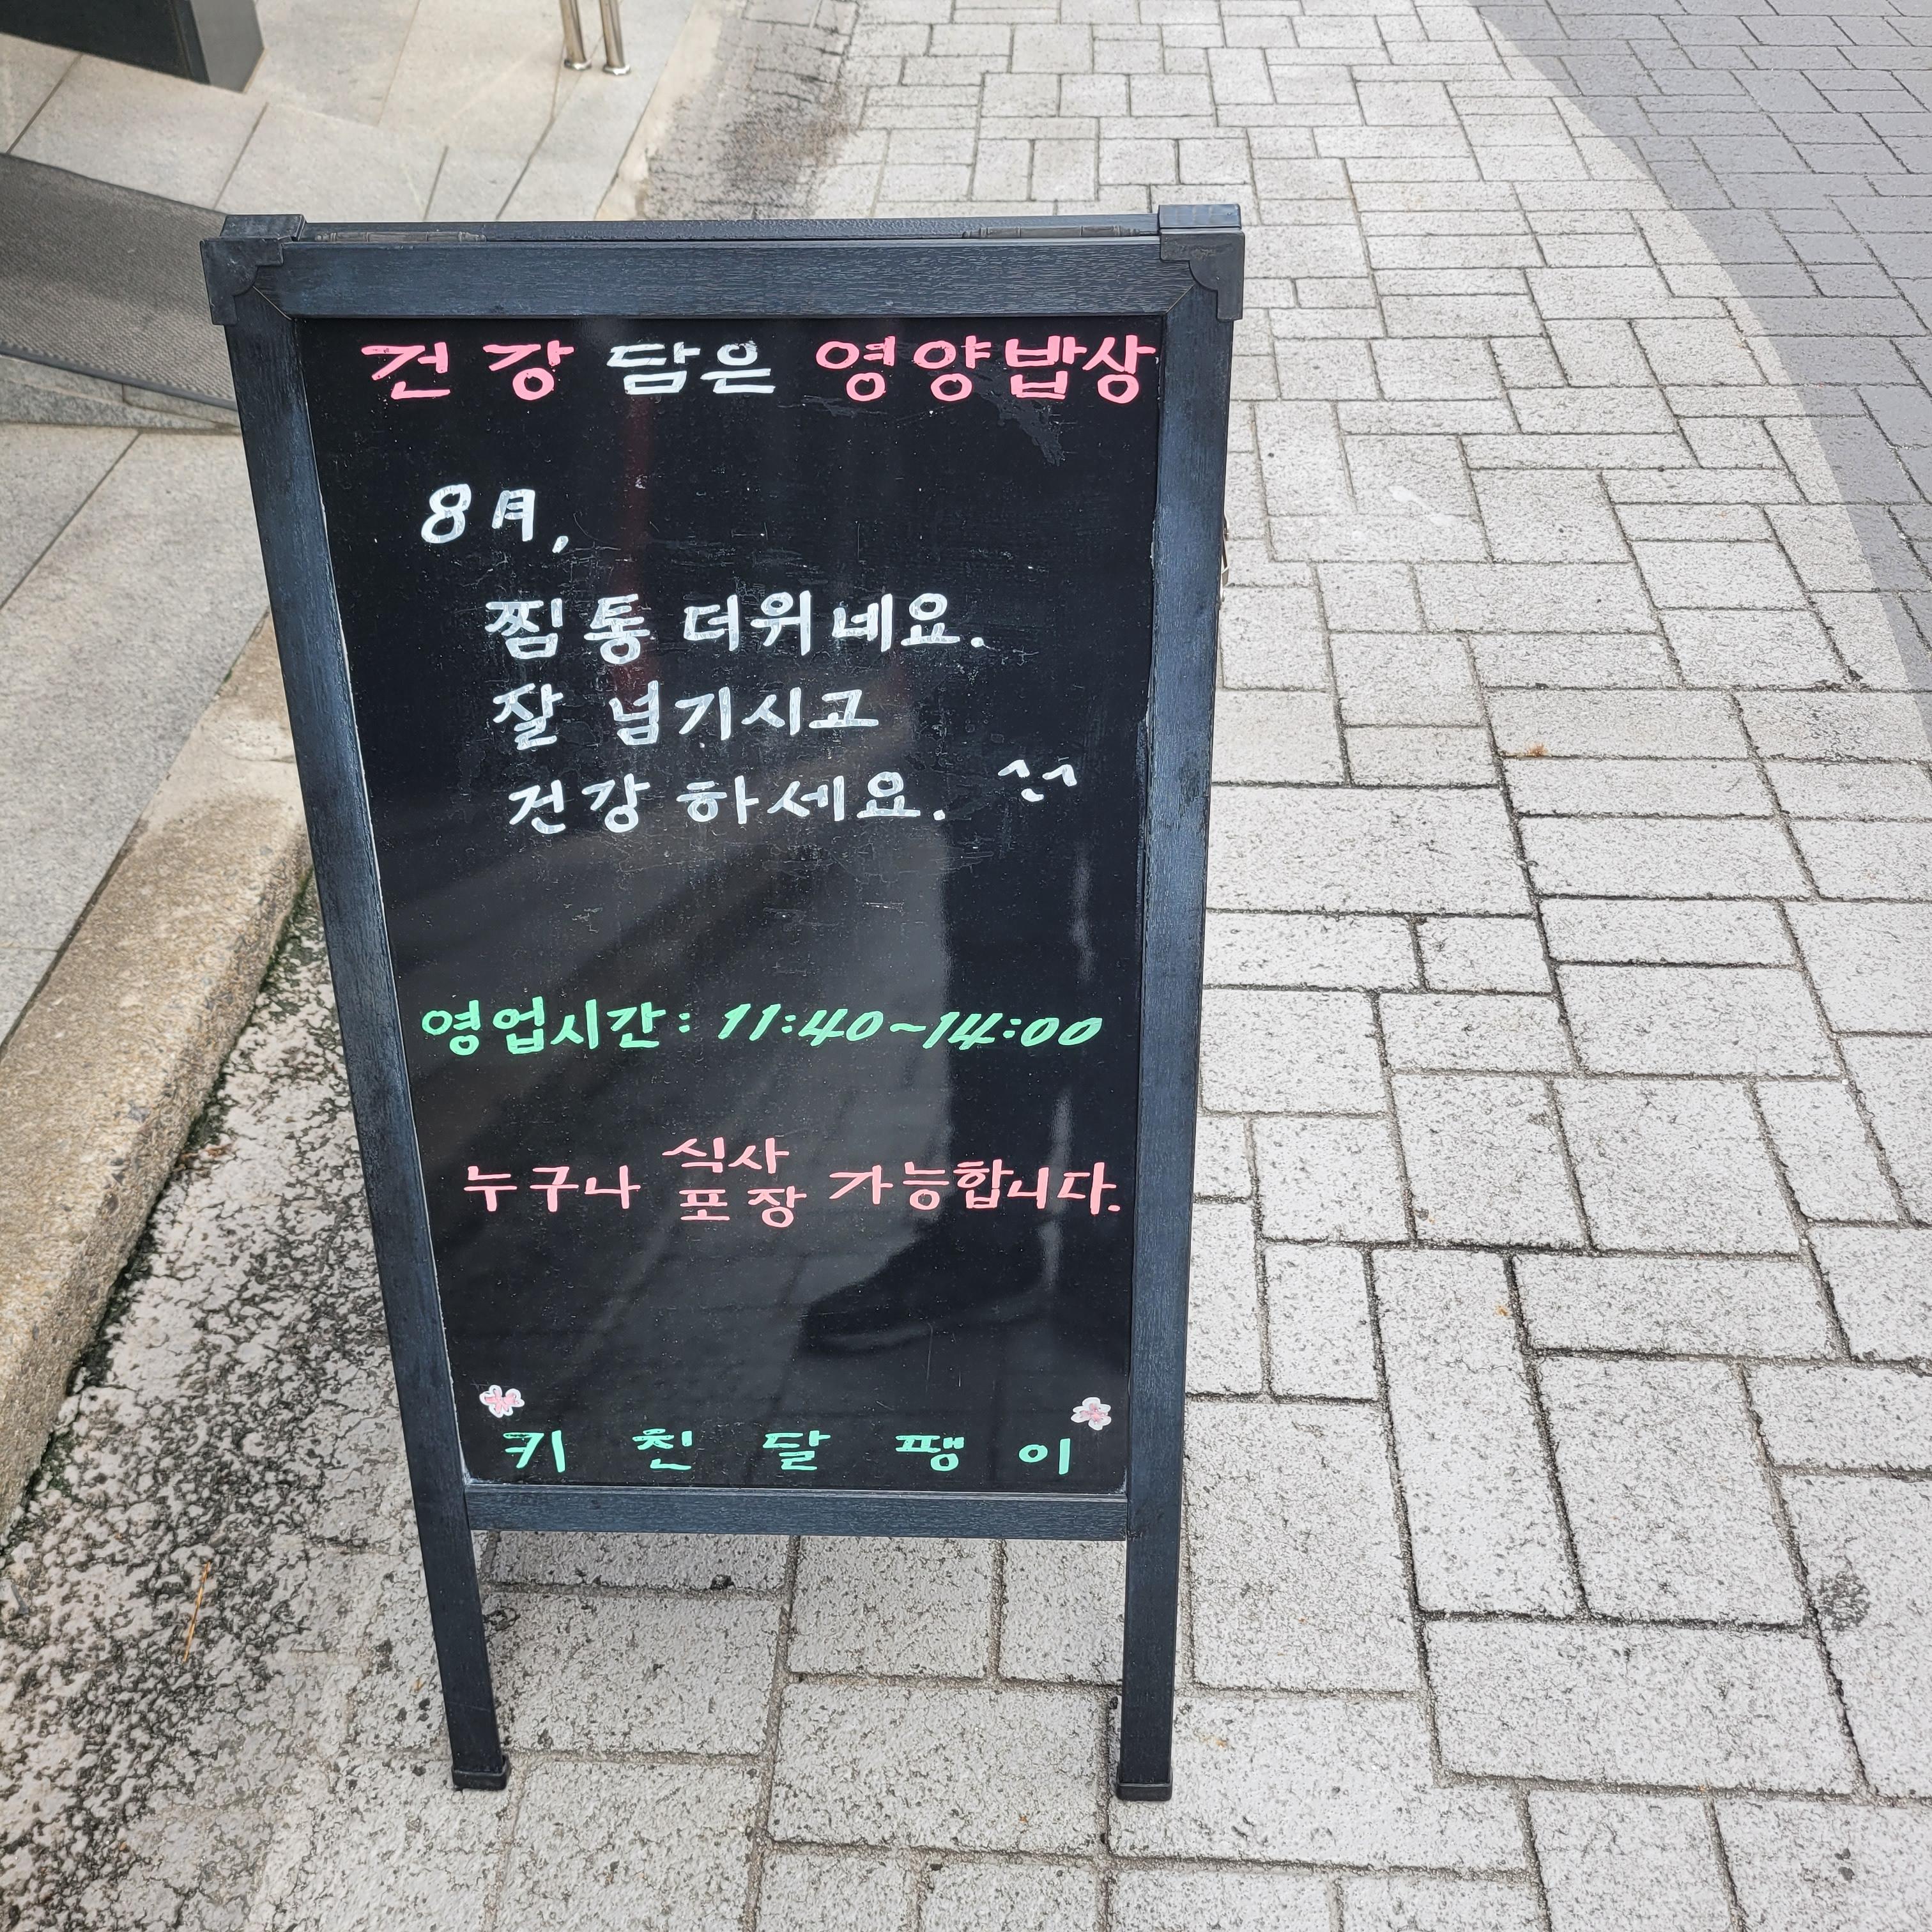 건강 담은 영양밥상
8月,
찜통 더위네요.
잘 넘기시고
건강 하세요. ^^
영업시간: 11:40~14:00
누구나 식사 포장 가능합니다.
키친달팽이